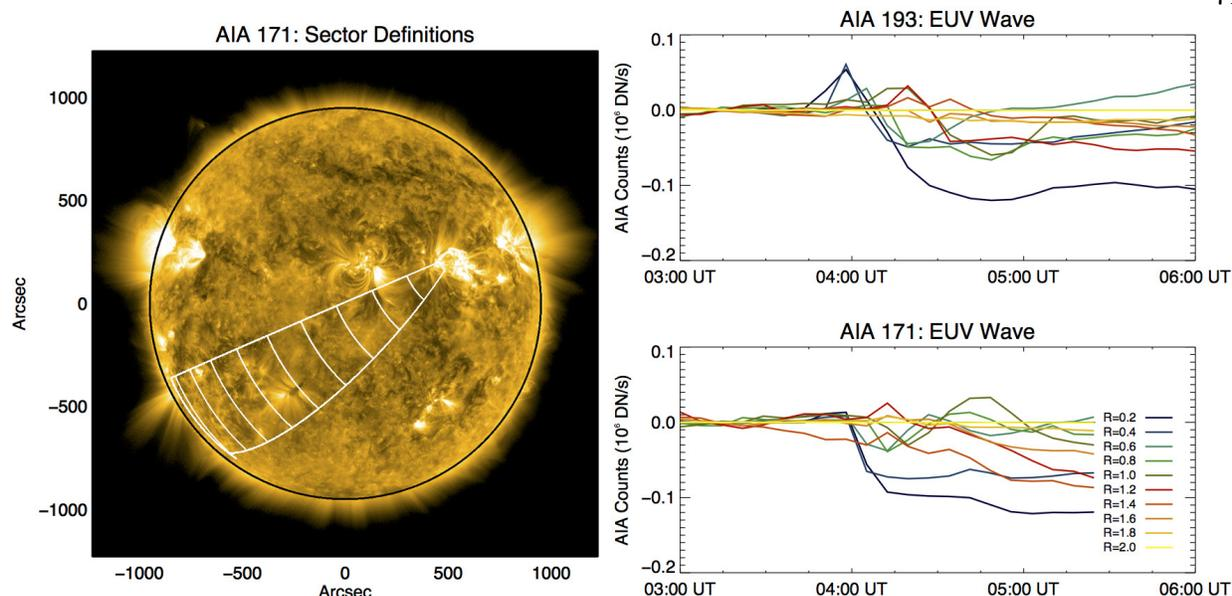 AIA 171: Sector Definitions
1000
500
0
−500
−1000
Arcsec
−1000 −500 0 500 1000
Arcsec
AIA 193: EUV Wave
0.1
0.0
−0.1
−0.2
AIA Counts (10⁶ DN/s)
03:00 UT 04:00 UT 05:00 UT 06:00 UT
AIA 171: EUV Wave
0.1
0.0
−0.1
−0.2
AIA Counts (10⁶ DN/s)
R=0.2
R=0.4
R=0.6
R=0.8
R=1.0
R=1.2
R=1.4
R=1.6
R=1.8
R=2.0
03:00 UT 04:00 UT 05:00 UT 06:00 UT